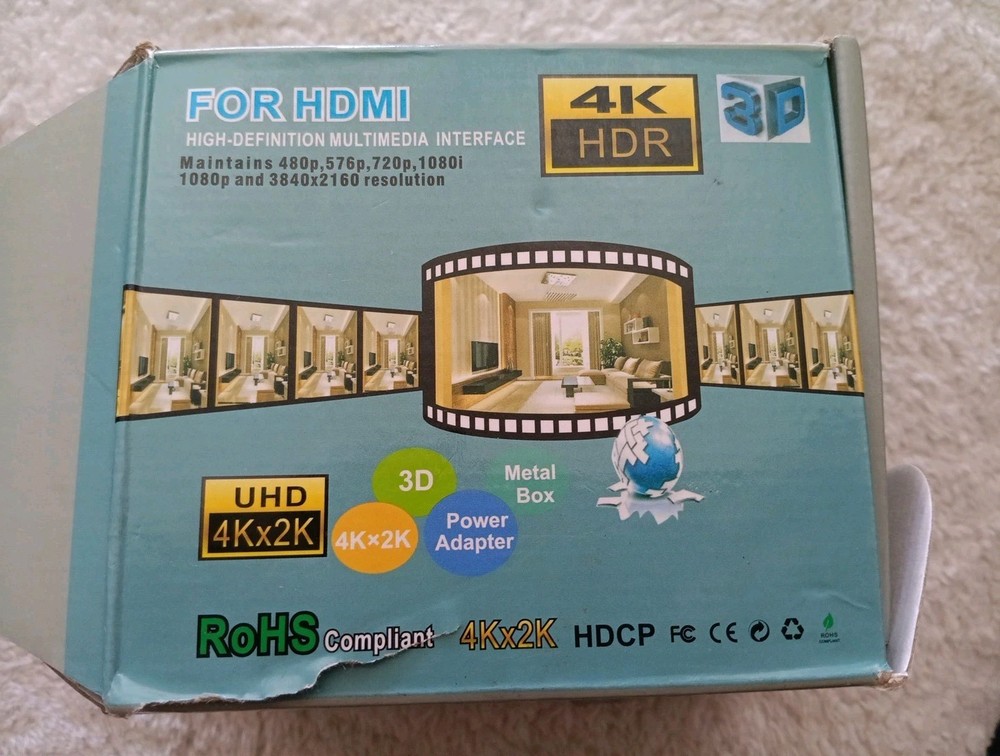 FOR HDMI
HIGH-DEFINITION MULTIMEDIA INTERFACE
Maintains 480p,576p,720p,1080i
1080p and 3840x2160 resolution
4K
HDR
3D
UHD
4Kx2K
3D
4K×2K
Metal
Box
Power
Adapter
RoHS Compliant 4Kx2K HDCP FC CE
ROHS
COMPLIANT